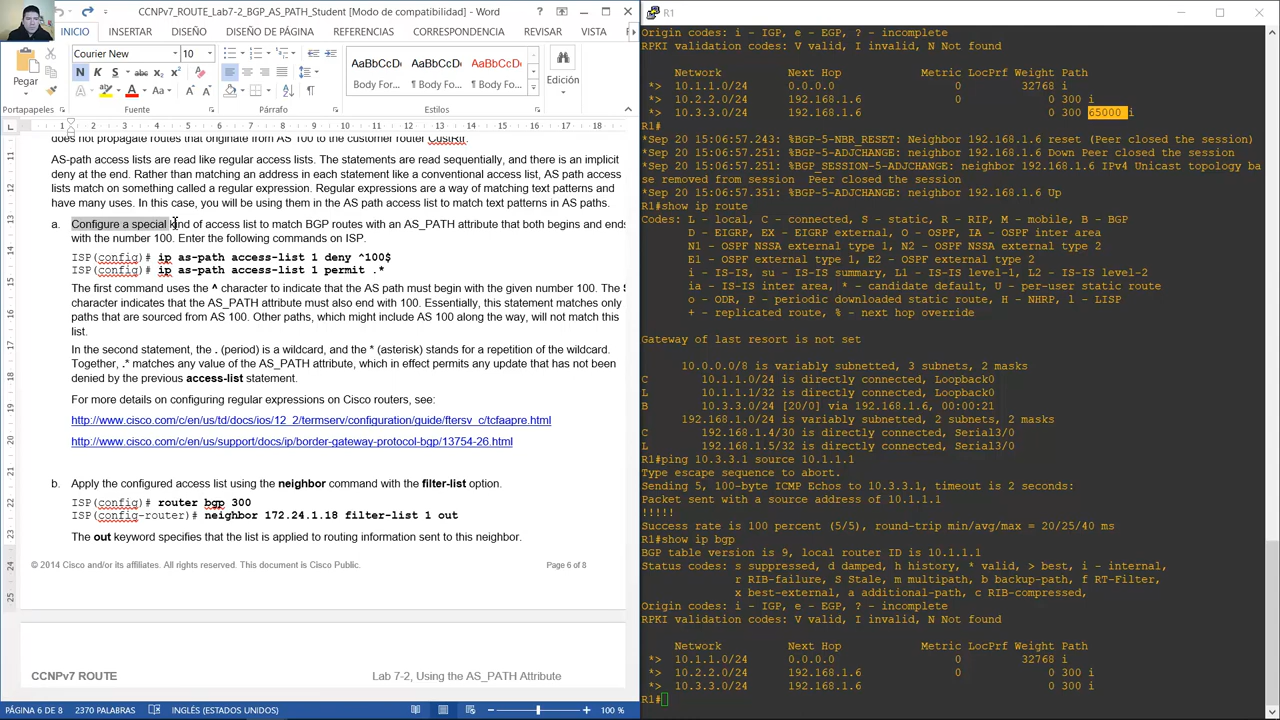 CCNPv7_ROUTE_Lab7-2_BGP_AS_PATH_Student [Modo de compatibilidad] - Word
INICIO INSERTAR DISEÑO DISEÑO DE PÁGINA REFERENCIAS CORRESPONDENCIA REVISAR VISTA
Pegar
Courier New 10
N K S abc x₂ x²
AaBbCcD AaBbCcD AaBbCcD
¶ Body For... ¶ Body For... ¶ Body For...
Edición
Portapapeles Fuente Párrafo Estilos
1 2 3 4 5 6 7 8 9 10 11 12 13 14 15 16 17 18
does not propagate routes that originate from AS 100 to the customer router CustRtr.
AS-path access lists are read like regular access lists. The statements are read sequentially, and there is an implicit
deny at the end. Rather than matching an address in each statement like a conventional access list, AS path access
lists match on something called a regular expression. Regular expressions are a way of matching text patterns and
have many uses. In this case, you will be using them in the AS path access list to match text patterns in AS paths.
a. Configure a special kind of access list to match BGP routes with an AS_PATH attribute that both begins and ends
with the number 100. Enter the following commands on ISP.
ISP(config)# ip as-path access-list 1 deny ^100$
ISP(config)# ip as-path access-list 1 permit .*
The first command uses the ^ character to indicate that the AS path must begin with the given number 100. The $
character indicates that the AS_PATH attribute must also end with 100. Essentially, this statement matches only
paths that are sourced from AS 100. Other paths, which might include AS 100 along the way, will not match this
list.
In the second statement, the . (period) is a wildcard, and the * (asterisk) stands for a repetition of the wildcard.
Together, .* matches any value of the AS_PATH attribute, which in effect permits any update that has not been
denied by the previous access-list statement.
For more details on configuring regular expressions on Cisco routers, see:
http://www.cisco.com/c/en/us/td/docs/ios/12_2/termserv/configuration/guide/ftersv_c/tcfaapre.html
http://www.cisco.com/c/en/us/support/docs/ip/border-gateway-protocol-bgp/13754-26.html
b. Apply the configured access list using the neighbor command with the filter-list option.
ISP(config)# router bgp 300
ISP(config-router)# neighbor 172.24.1.18 filter-list 1 out
The out keyword specifies that the list is applied to routing information sent to this neighbor.
© 2014 Cisco and/or its affiliates. All rights reserved. This document is Cisco Public. Page 6 of 8
CCNPv7 ROUTE Lab 7-2, Using the AS_PATH Attribute
11
12
13
14
15
16
17
18
19
20
21
22
23
24
25
PÁGINA 6 DE 8 2370 PALABRAS INGLÉS (ESTADOS UNIDOS) 100 %
R1
Origin codes: i - IGP, e - EGP, ? - incomplete
RPKI validation codes: V valid, I invalid, N Not found
Network Next Hop Metric LocPrf Weight Path
*> 10.1.1.0/24 0.0.0.0 0 32768 i
*> 10.2.2.0/24 192.168.1.6 0 0 300 i
*> 10.3.3.0/24 192.168.1.6 0 300 65000 i
R1#
*Sep 20 15:06:57.243: %BGP-5-NBR_RESET: Neighbor 192.168.1.6 reset (Peer closed the session)
*Sep 20 15:06:57.251: %BGP-5-ADJCHANGE: neighbor 192.168.1.6 Down Peer closed the session
*Sep 20 15:06:57.251: %BGP_SESSION-5-ADJCHANGE: neighbor 192.168.1.6 IPv4 Unicast topology ba
se removed from session Peer closed the session
*Sep 20 15:06:57.351: %BGP-5-ADJCHANGE: neighbor 192.168.1.6 Up
R1#show ip route
Codes: L - local, C - connected, S - static, R - RIP, M - mobile, B - BGP
D - EIGRP, EX - EIGRP external, O - OSPF, IA - OSPF inter area
N1 - OSPF NSSA external type 1, N2 - OSPF NSSA external type 2
E1 - OSPF external type 1, E2 - OSPF external type 2
i - IS-IS, su - IS-IS summary, L1 - IS-IS level-1, L2 - IS-IS level-2
ia - IS-IS inter area, * - candidate default, U - per-user static route
o - ODR, P - periodic downloaded static route, H - NHRP, l - LISP
+ - replicated route, % - next hop override
Gateway of last resort is not set
10.0.0.0/8 is variably subnetted, 3 subnets, 2 masks
C 10.1.1.0/24 is directly connected, Loopback0
L 10.1.1.1/32 is directly connected, Loopback0
B 10.3.3.0/24 [20/0] via 192.168.1.6, 00:00:21
192.168.1.0/24 is variably subnetted, 2 subnets, 2 masks
C 192.168.1.4/30 is directly connected, Serial3/0
L 192.168.1.5/32 is directly connected, Serial3/0
R1#ping 10.3.3.1 source 10.1.1.1
Type escape sequence to abort.
Sending 5, 100-byte ICMP Echos to 10.3.3.1, timeout is 2 seconds:
Packet sent with a source address of 10.1.1.1
!!!!!
Success rate is 100 percent (5/5), round-trip min/avg/max = 20/25/40 ms
R1#show ip bgp
BGP table version is 9, local router ID is 10.1.1.1
Status codes: s suppressed, d damped, h history, * valid, > best, i - internal,
r RIB-failure, S Stale, m multipath, b backup-path, f RT-Filter,
x best-external, a additional-path, c RIB-compressed,
Origin codes: i - IGP, e - EGP, ? - incomplete
RPKI validation codes: V valid, I invalid, N Not found
Network Next Hop Metric LocPrf Weight Path
*> 10.1.1.0/24 0.0.0.0 0 32768 i
*> 10.2.2.0/24 192.168.1.6 0 0 300 i
*> 10.3.3.0/24 192.168.1.6 0 300 i
R1#